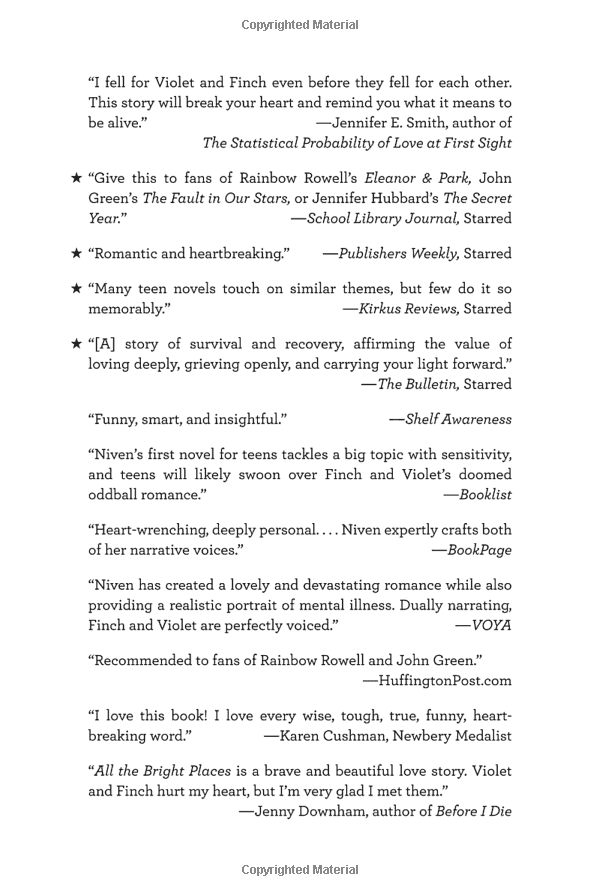 Copyrighted Material
“I fell for Violet and Finch even before they fell for each other.
This story will break your heart and remind you what it means to
be alive.” —Jennifer E. Smith, author of
The Statistical Probability of Love at First Sight
★ “Give this to fans of Rainbow Rowell’s Eleanor & Park, John
Green’s The Fault in Our Stars, or Jennifer Hubbard’s The Secret
Year.” —School Library Journal, Starred
★ “Romantic and heartbreaking.” —Publishers Weekly, Starred
★ “Many teen novels touch on similar themes, but few do it so
memorably.” —Kirkus Reviews, Starred
★ “[A] story of survival and recovery, affirming the value of
loving deeply, grieving openly, and carrying your light forward.”
—The Bulletin, Starred
“Funny, smart, and insightful.” —Shelf Awareness
“Niven’s first novel for teens tackles a big topic with sensitivity,
and teens will likely swoon over Finch and Violet’s doomed
oddball romance.” —Booklist
“Heart-wrenching, deeply personal. . . . Niven expertly crafts both
of her narrative voices.” —BookPage
“Niven has created a lovely and devastating romance while also
providing a realistic portrait of mental illness. Dually narrating,
Finch and Violet are perfectly voiced.” —VOYA
“Recommended to fans of Rainbow Rowell and John Green.”
—HuffingtonPost.com
“I love this book! I love every wise, tough, true, funny, heart-
breaking word.” —Karen Cushman, Newbery Medalist
“All the Bright Places is a brave and beautiful love story. Violet
and Finch hurt my heart, but I’m very glad I met them.”
—Jenny Downham, author of Before I Die
Copyrighted Material